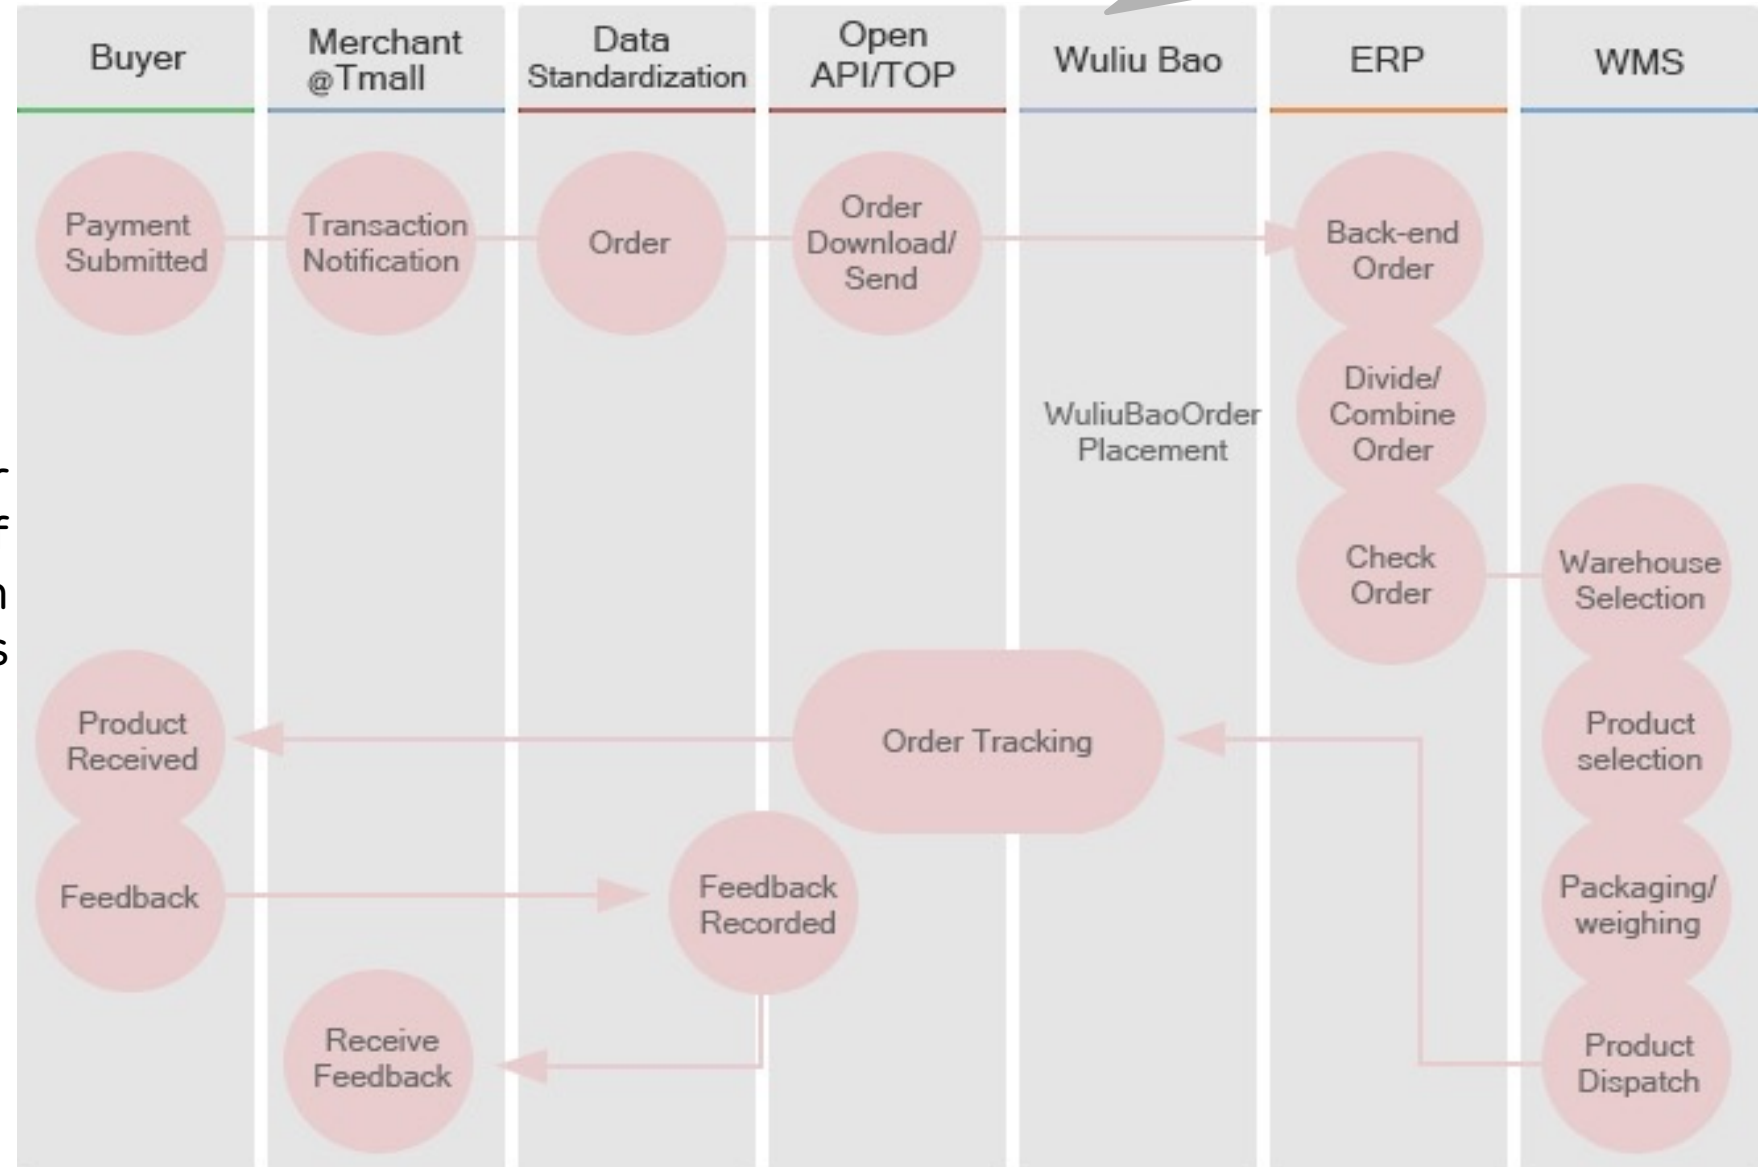 Buyer
Merchant
@Tmall
Data
Standardization
Open
API/TOP
Wuliu Bao
ERP
WMS
Payment
Submitted
Transaction
Notification
Order
Order
Download/
Send
Back-end
Order
Divide/
Combine
Order
WuliuBaoOrder
Placement
Check
Order
Warehouse
Selection
Product
Received
Order Tracking
Product
selection
Feedback
Feedback
Recorded
Packaging/
weighing
Receive
Feedback
Product
Dispatch